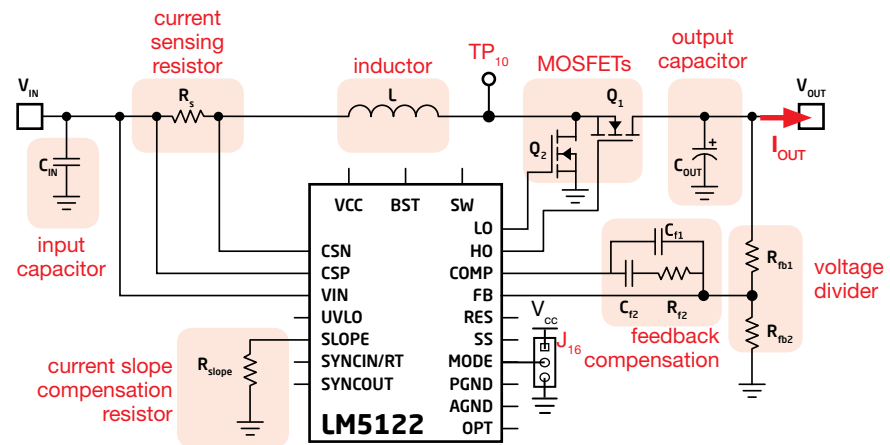 current
sensing
resistor
inductor
TP10
MOSFETs
output
capacitor
VIN
Rs
L
Q1
VOUT
Q2
COUT
+
IOUT
CIN
input
capacitor
VCC
BST
SW
LO
HO
COMP
FB
RES
SS
MODE
PGND
AGND
OPT
CSN
CSP
VIN
UVLO
SLOPE
SYNCIN/RT
SYNCOUT
LM5122
Cf1
Cf2
Rf2
feedback
compensation
Rfb1
Rfb2
voltage
divider
Vcc
J16
Rslope
current slope
compensation
resistor